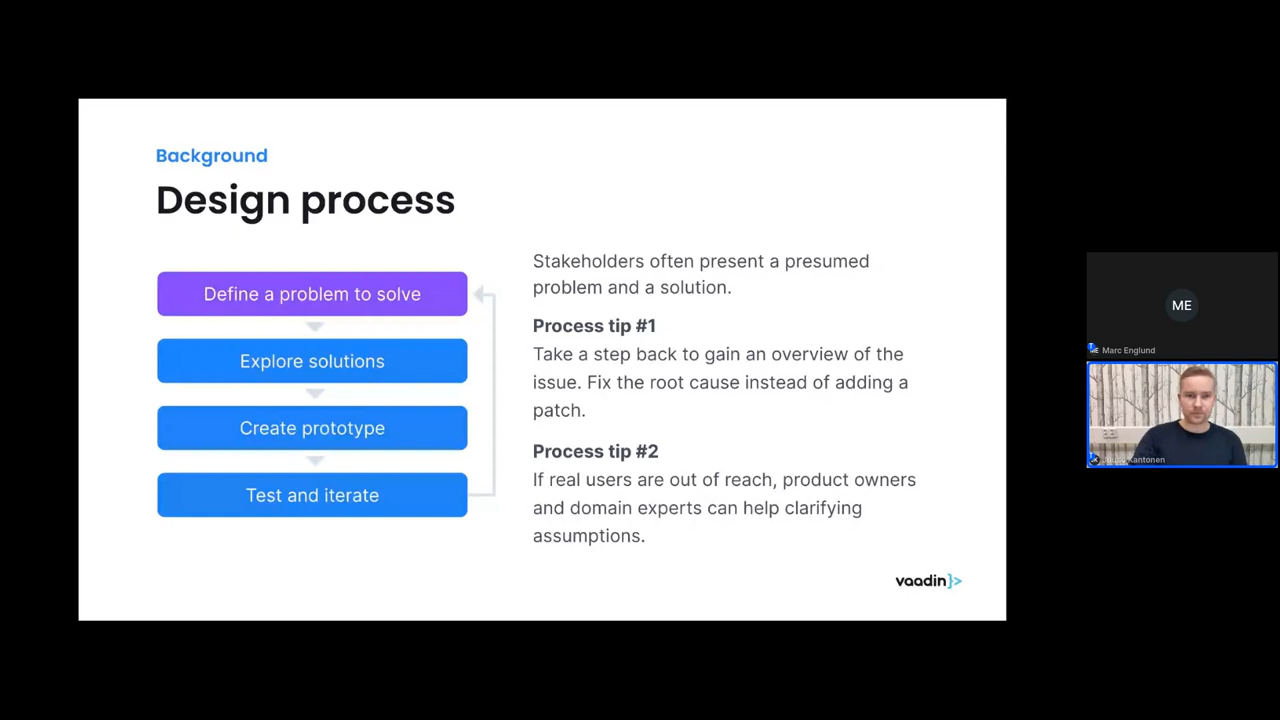 Background
Design process
Define a problem to solve
Explore solutions
Create prototype
Test and iterate
Stakeholders often present a presumed
problem and a solution.
Process tip #1
Take a step back to gain an overview of the
issue. Fix the root cause instead of adding a
patch.
Process tip #2
If real users are out of reach, product owners
and domain experts can help clarifying
assumptions.
vaadin}>
ME
Marc Englund
Kantonen